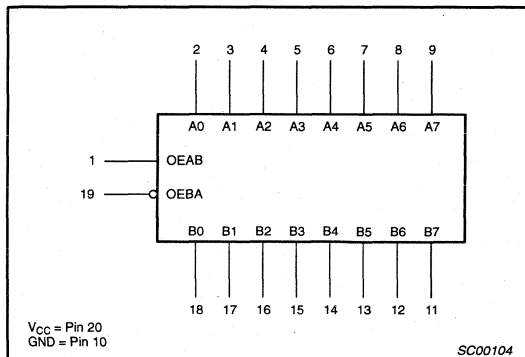 2 3 4 5 6 7 8 9
A0 A1 A2 A3 A4 A5 A6 A7
1 OEAB
19 OEBA
B0 B1 B2 B3 B4 B5 B6 B7
18 17 16 15 14 13 12 11
VCC = Pin 20
GND = Pin 10
SC00104